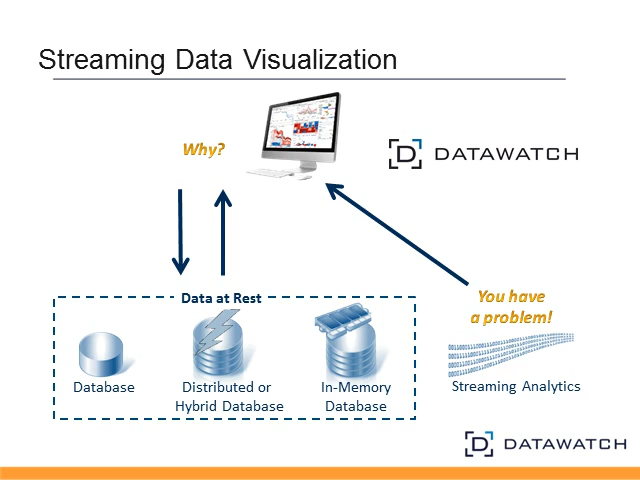 Streaming Data Visualization
Why?
DATAWATCH
Data at Rest
You have
a problem!
Database
Distributed or
Hybrid Database
In-Memory
Database
Streaming Analytics
DATAWATCH